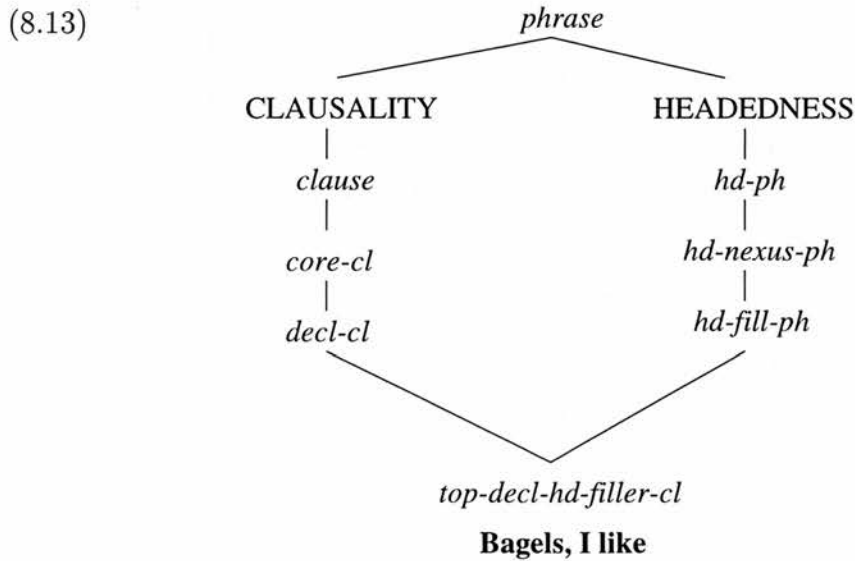 (8.13)
phrase
CLAUSALITY HEADEDNESS
clause hd-ph
core-cl hd-nexus-ph
decl-cl hd-fill-ph
top-decl-hd-filler-cl
Bagels, I like